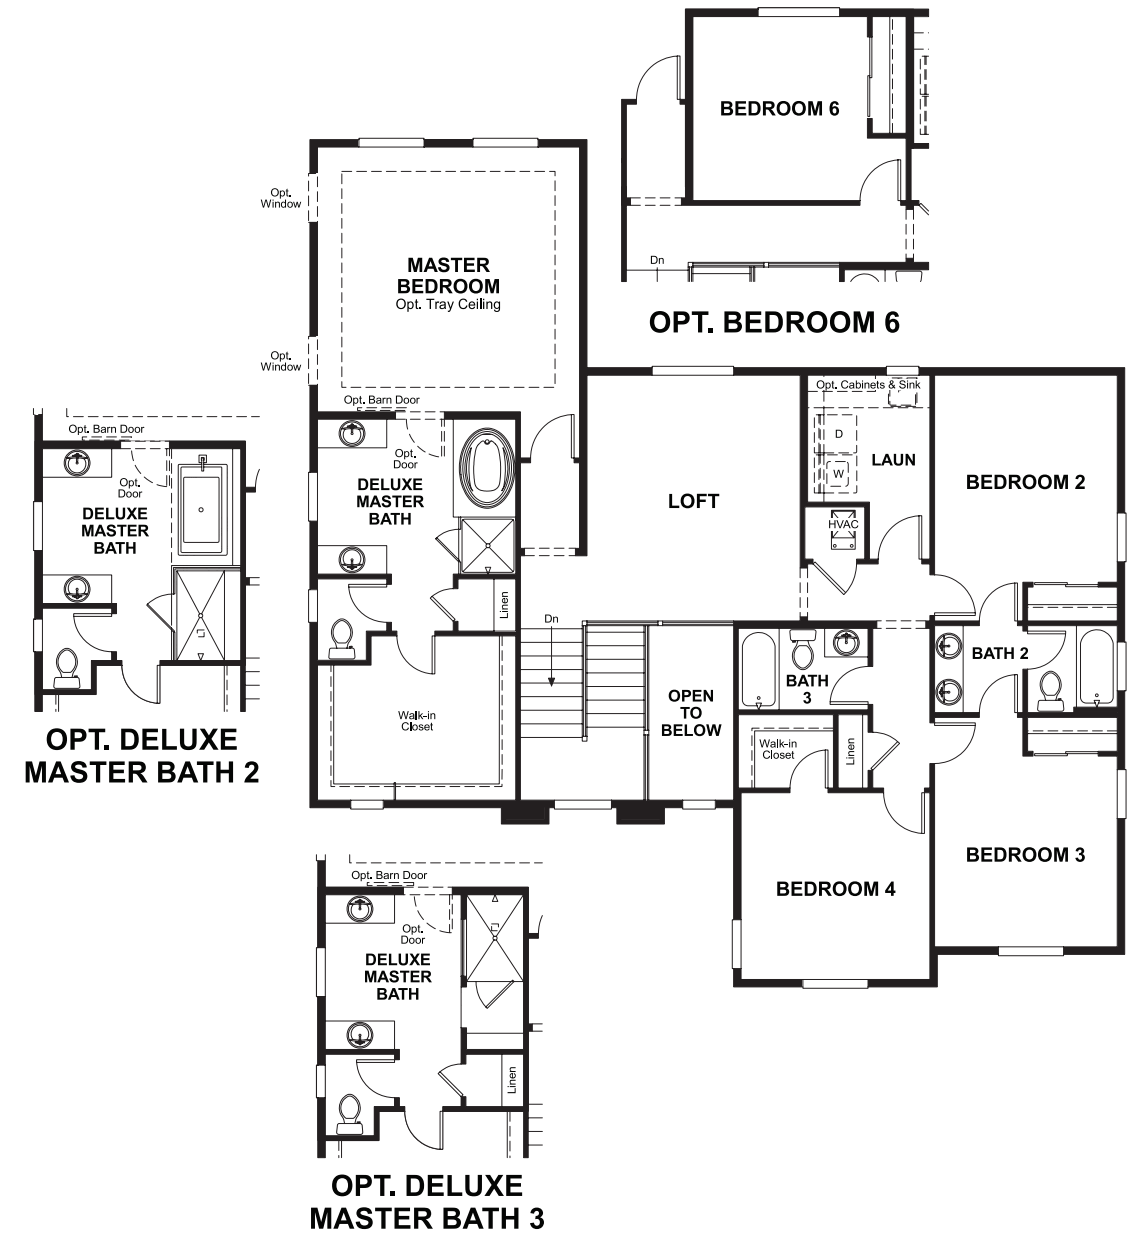 BEDROOM 6
Dn
OPT. BEDROOM 6
Opt.
Window
MASTER
BEDROOM
Opt. Tray Ceiling
Opt.
Window
Opt. Barn Door
Opt.
Door
DELUXE
MASTER
BATH
Linen
Walk-in
Closet
Dn
LOFT
Opt. Cabinets & Sink
D
W
LAUN
HVAC
BEDROOM 2
OPEN
TO
BELOW
BATH
3
BATH 2
Walk-in
Closet
Linen
BEDROOM 4
BEDROOM 3
Opt. Barn Door
Opt.
Door
DELUXE
MASTER
BATH
OPT. DELUXE
MASTER BATH 2
Opt. Barn Door
Opt.
Door
DELUXE
MASTER
BATH
Linen
OPT. DELUXE
MASTER BATH 3